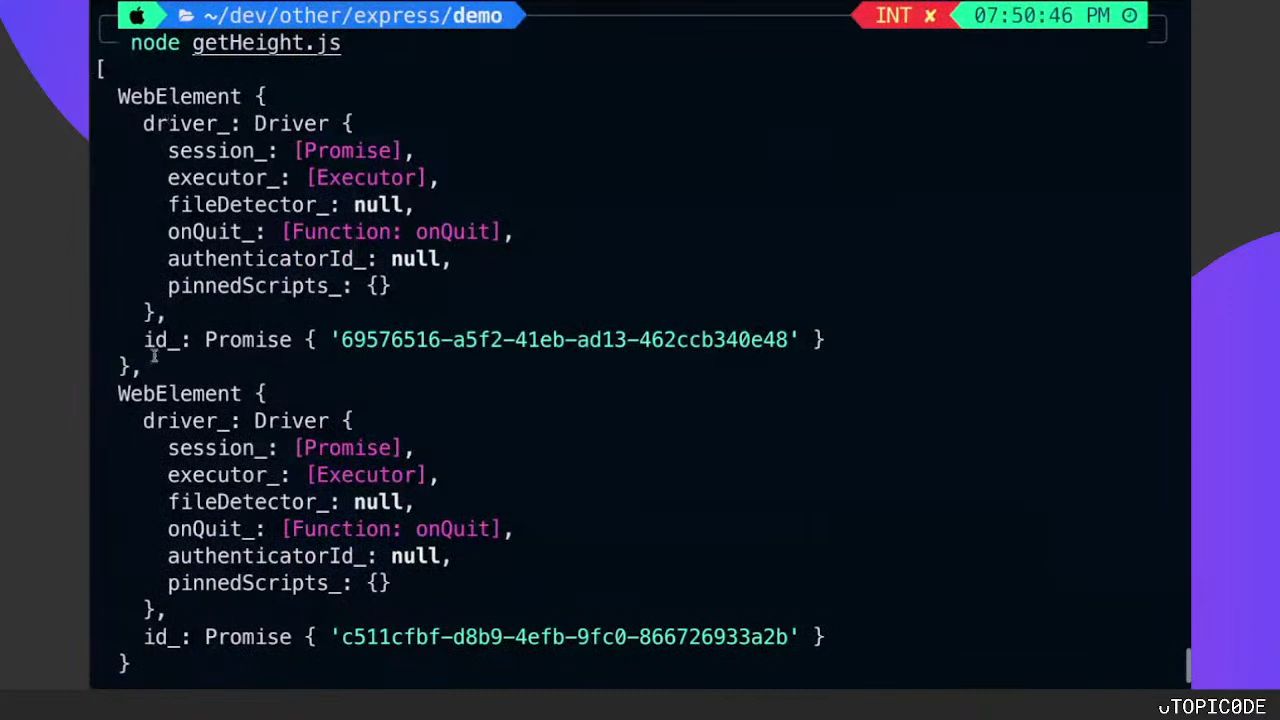 ~/dev/other/express/demo INT ✘ 07:50:46 PM
node getHeight.js
[
WebElement {
driver_: Driver {
session_: [Promise],
executor_: [Executor],
fileDetector_: null,
onQuit_: [Function: onQuit],
authenticatorId_: null,
pinnedScripts_: {}
},
id_: Promise { '69576516-a5f2-41eb-ad13-462ccb340e48' }
},
WebElement {
driver_: Driver {
session_: [Promise],
executor_: [Executor],
fileDetector_: null,
onQuit_: [Function: onQuit],
authenticatorId_: null,
pinnedScripts_: {}
},
id_: Promise { 'c511cfbf-d8b9-4efb-9fc0-866726933a2b' }
}
ᴗTOPIC0DE